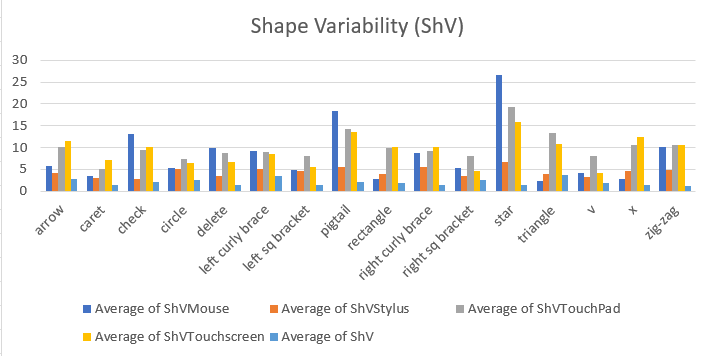 Shape Variability (ShV)
30
25
20
15
10
5
0
arrow
caret
check
circle
delete
left curly brace
left sq bracket
pigtail
rectangle
right curly brace
right sq bracket
star
triangle
v
x
zig-zag
Average of ShVMouse Average of ShVStylus Average of ShVTouchPad
Average of ShVTouchscreen Average of ShV